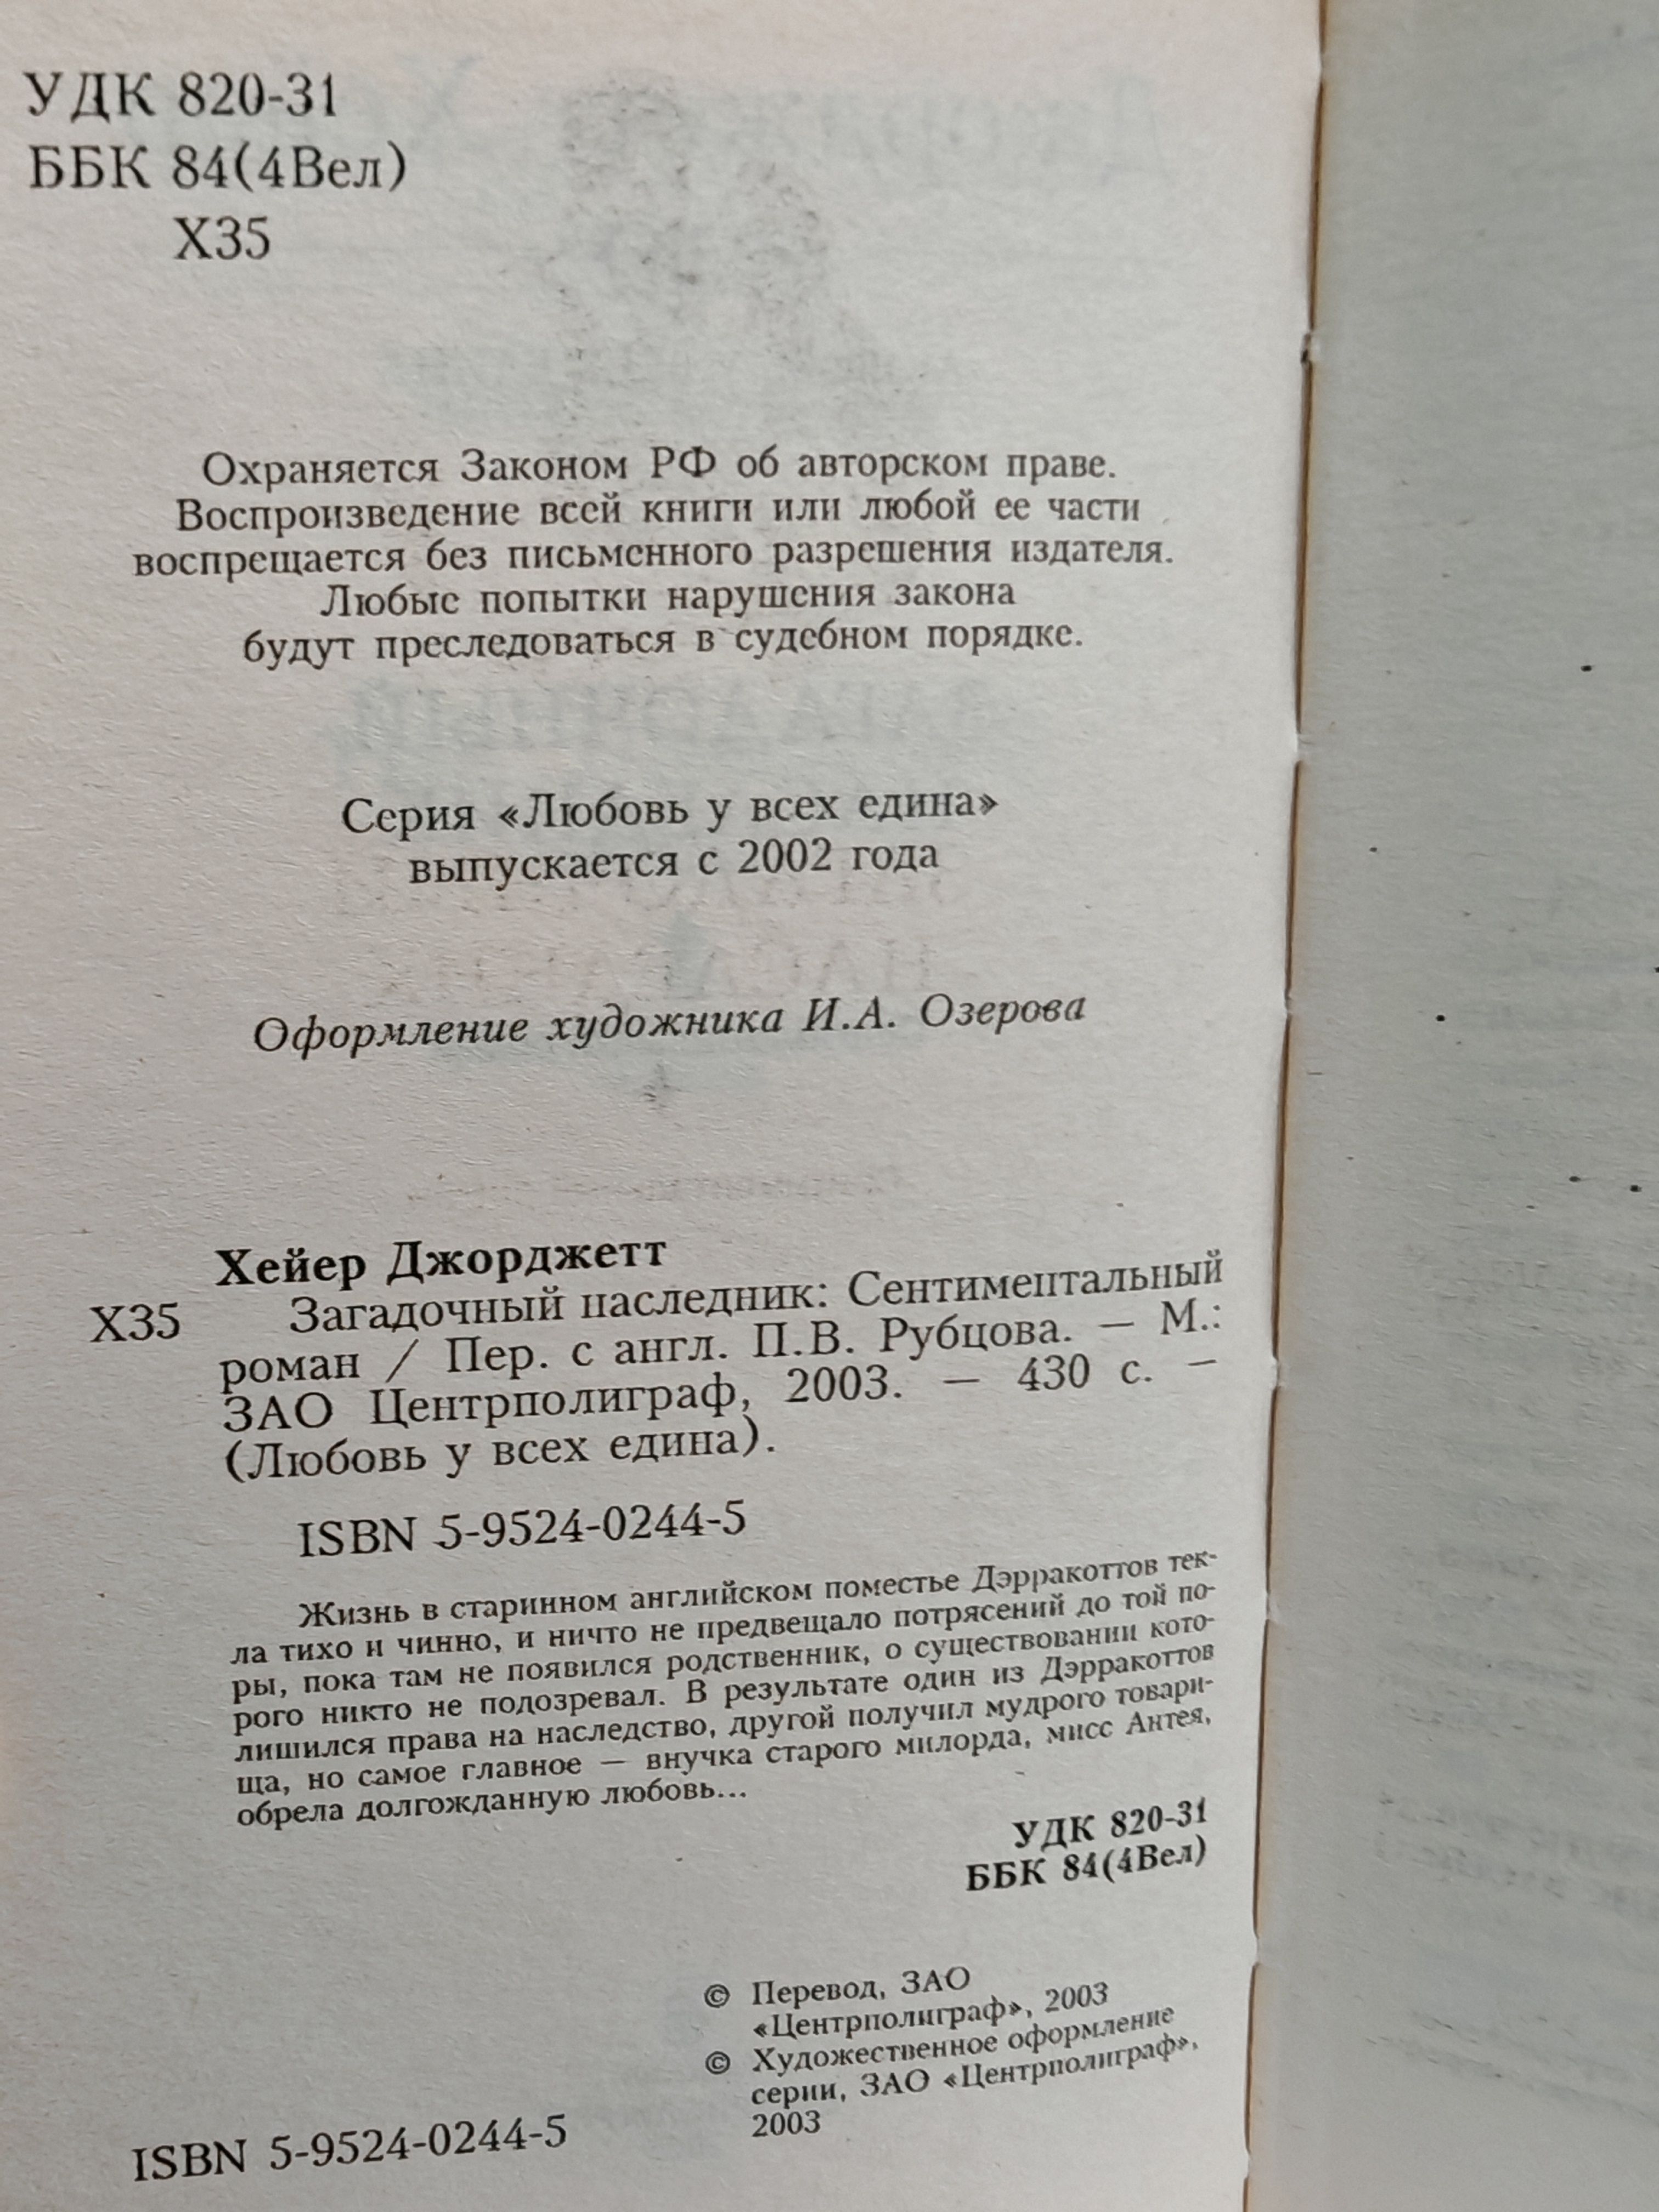 УДК 820-31
ББК 84(4Вел)
Х35
Охраняется Законом РФ об авторском праве.
Воспроизведение всей книги или любой ее части
воспрещается без письменного разрешения издателя.
Любые попытки нарушения закона
будут преследоваться в судебном порядке.
Серия «Любовь у всех едина»
выпускается с 2002 года
Оформление художника И.А. Озерова
Хейер Джорджетт
Х35 Загадочный наследник: Сентиментальный
роман / Пер. с англ. П.В. Рубцова. — М.:
ЗАО Центрполиграф, 2003. — 430 с. —
(Любовь у всех едина).
ISBN 5-9524-0244-5
Жизнь в старинном английском поместье Дэрракоттов тек-
ла тихо и чинно, и ничто не предвещало потрясений до той по-
ры, пока там не появился родственник, о существовании кото-
рого никто не подозревал. В результате один из Дэрракоттов
лишился права на наследство, другой получил мудрого товари-
ща, но самое главное — внучка старого милорда, мисс Антея,
обрела долгожданную любовь...
УДК 820-31
ББК 84(4Вел)
© Перевод, ЗАО
«Центрполиграф», 2003
© Художественное оформление
серии, ЗАО «Центрполиграф»,
2003
ISBN 5-9524-0244-5